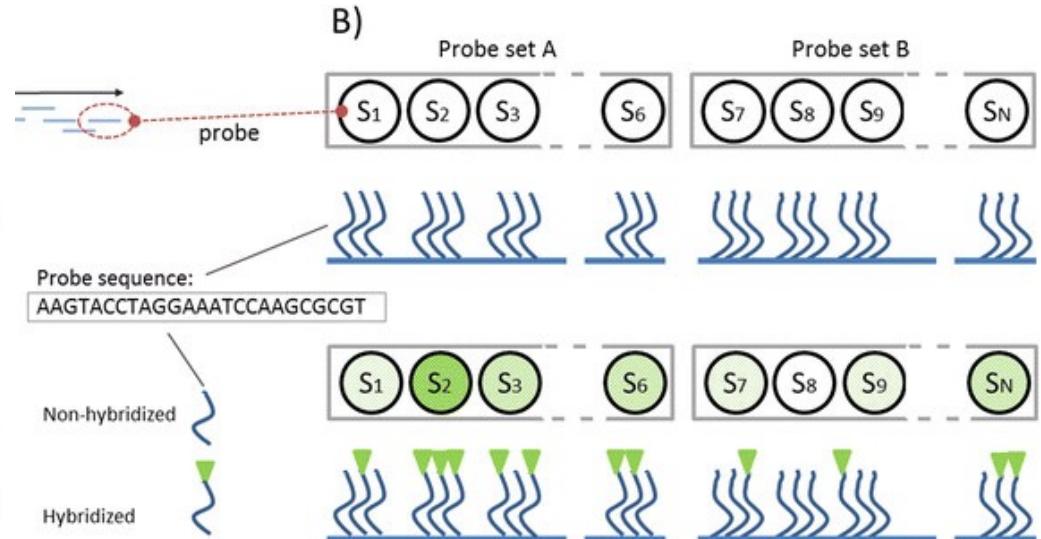 B)
Probe set A
Probe set B
probe
S1 S2 S3 S6 S7 S8 S9 SN
Probe sequence:
AAGTACCTAGGAAATCCAAGCGCGT
S1 S2 S3 S6 S7 S8 S9 SN
Non-hybridized
Hybridized